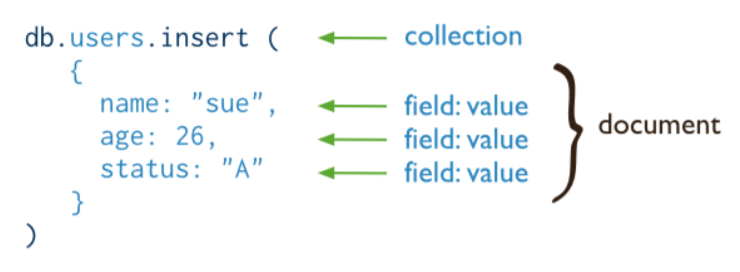 db.users.insert ( collection
{
name: "sue", field: value
age: 26, field: value
status: "A" field: value
}
)
document